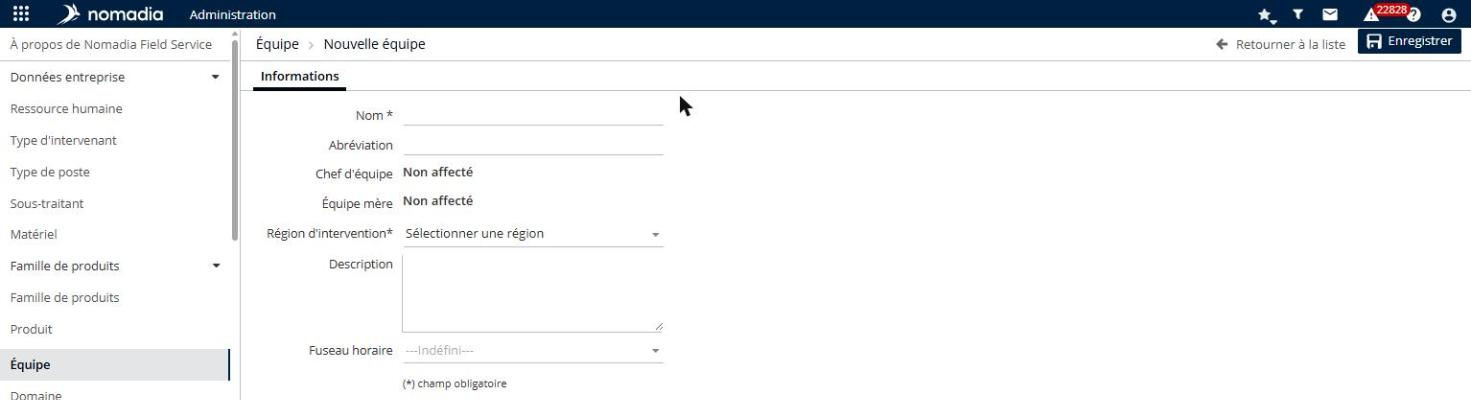 nomadia Administration 22828
À propos de Nomadia Field Service
Équipe > Nouvelle équipe
Retourner à la liste
Enregistrer
Données entreprise
Ressource humaine
Type d'intervenant
Type de poste
Sous-traitant
Matériel
Famille de produits
Famille de produits
Produit
Équipe
Domaine
Informations
Nom *
Abréviation
Chef d'équipe Non affecté
Équipe mère Non affecté
Région d'intervention* Sélectionner une région
Description
Fuseau horaire ---Indéfini---
(*) champ obligatoire